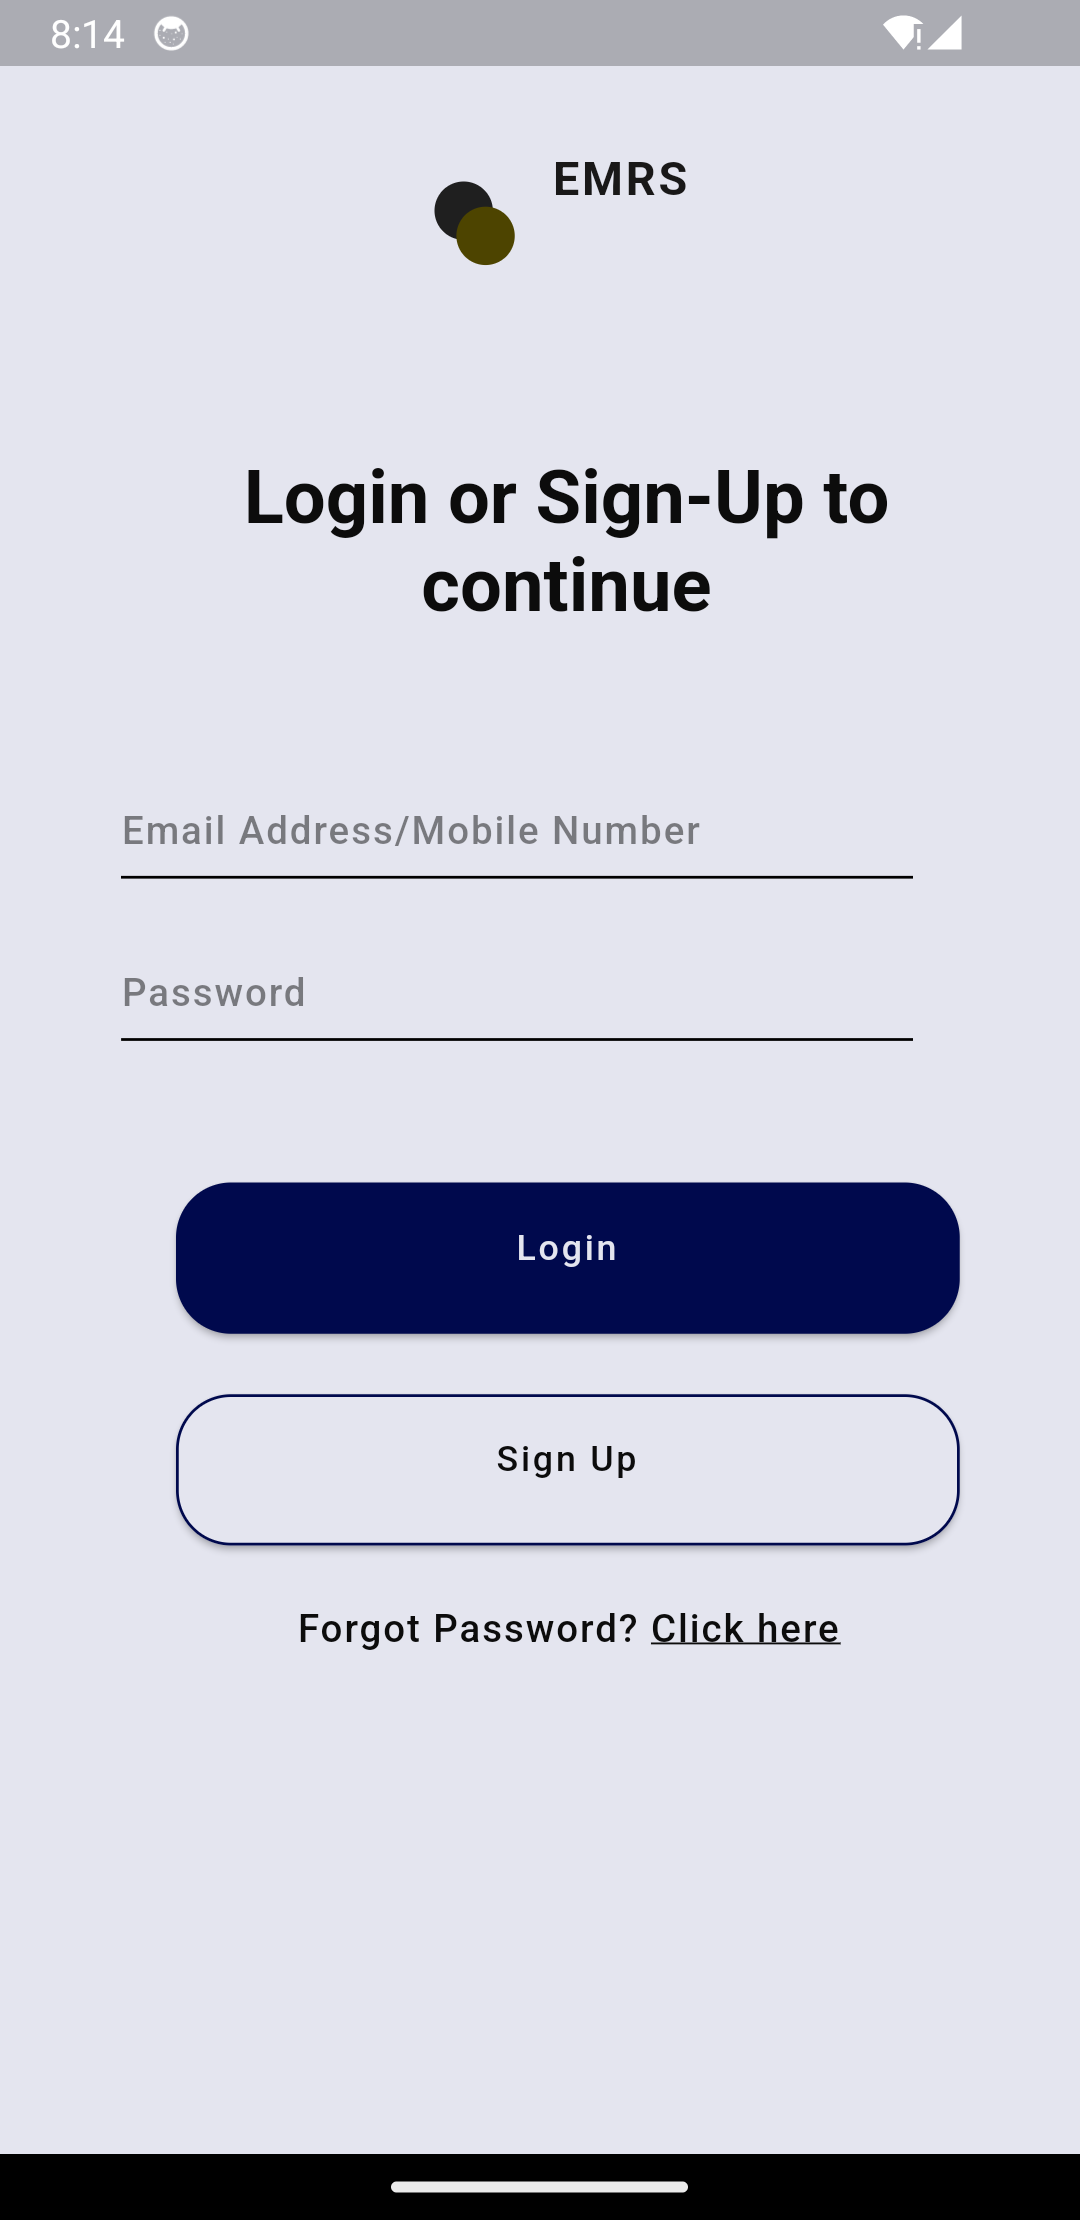 8:14
EMRS
Login or Sign-Up to
continue
Email Address/Mobile Number
Password
Login
Sign Up
Forgot Password? Click here